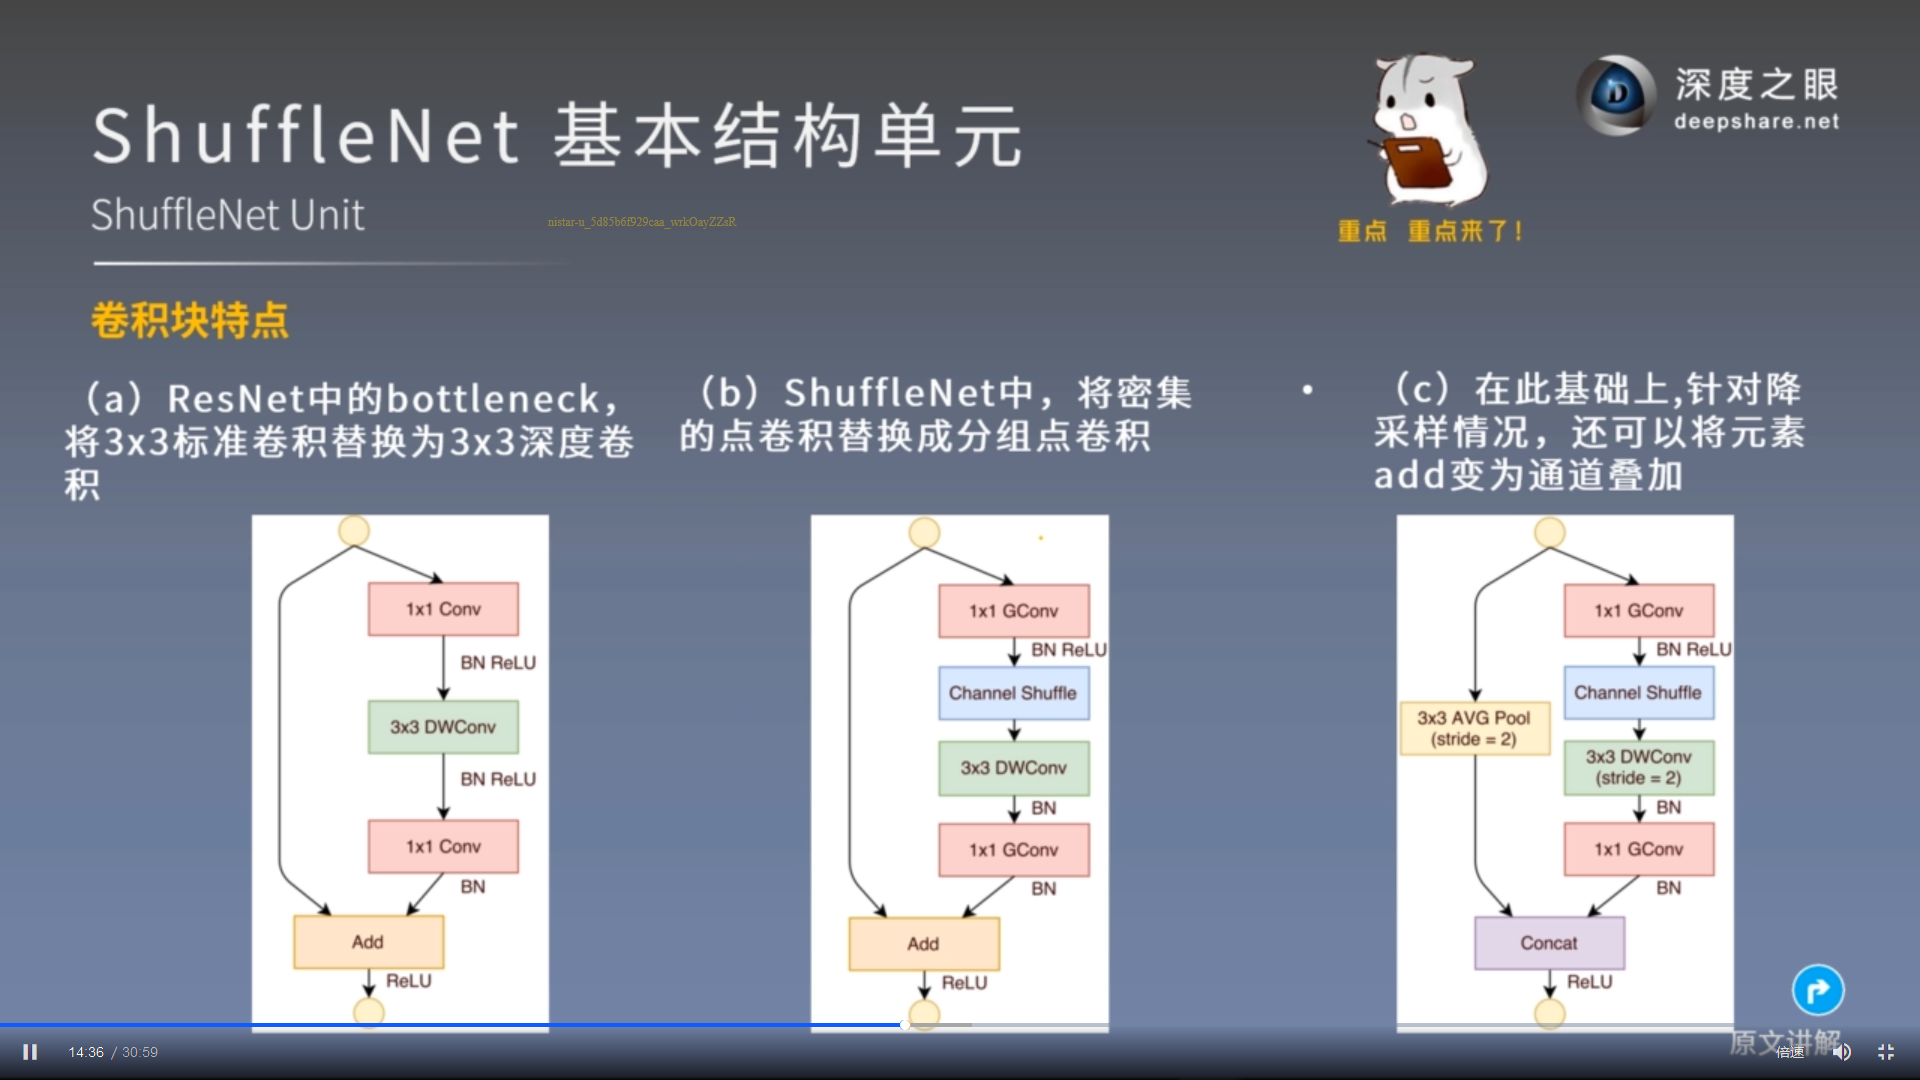 ShuffleNet 基本结构单元
ShuffleNet Unit
nistar-u_5d85b6f929caa_wrkOayZZsR
重点 重点来了!
深度之眼
deepshare.net
卷积块特点
（a）ResNet中的bottleneck，
将3x3标准卷积替换为3x3深度卷
积
（b）ShuffleNet中，将密集
的点卷积替换成分组点卷积
• （c）在此基础上,针对降
采样情况，还可以将元素
add变为通道叠加
1x1 Conv
BN ReLU
3x3 DWConv
BN ReLU
1x1 Conv
BN
Add
ReLU
1x1 GConv
BN ReLU
Channel Shuffle
3x3 DWConv
BN
1x1 GConv
BN
Add
ReLU
1x1 GConv
BN ReLU
Channel Shuffle
3x3 AVG Pool
(stride = 2)
3x3 DWConv
(stride = 2)
BN
1x1 GConv
BN
Concat
ReLU
原文讲解
14:36 / 30:59
倍速